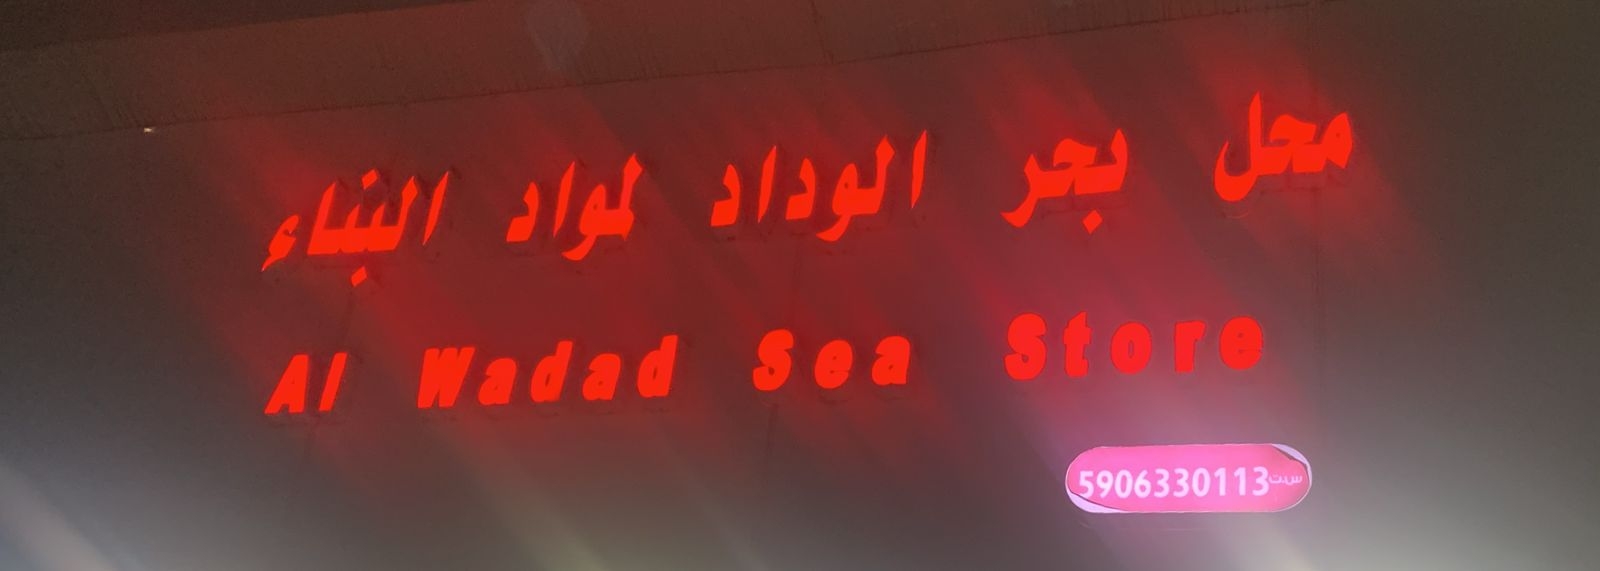 محل بحر الوداد لمواد البناء
Al Wadad Sea Store
س.ت 5906330113